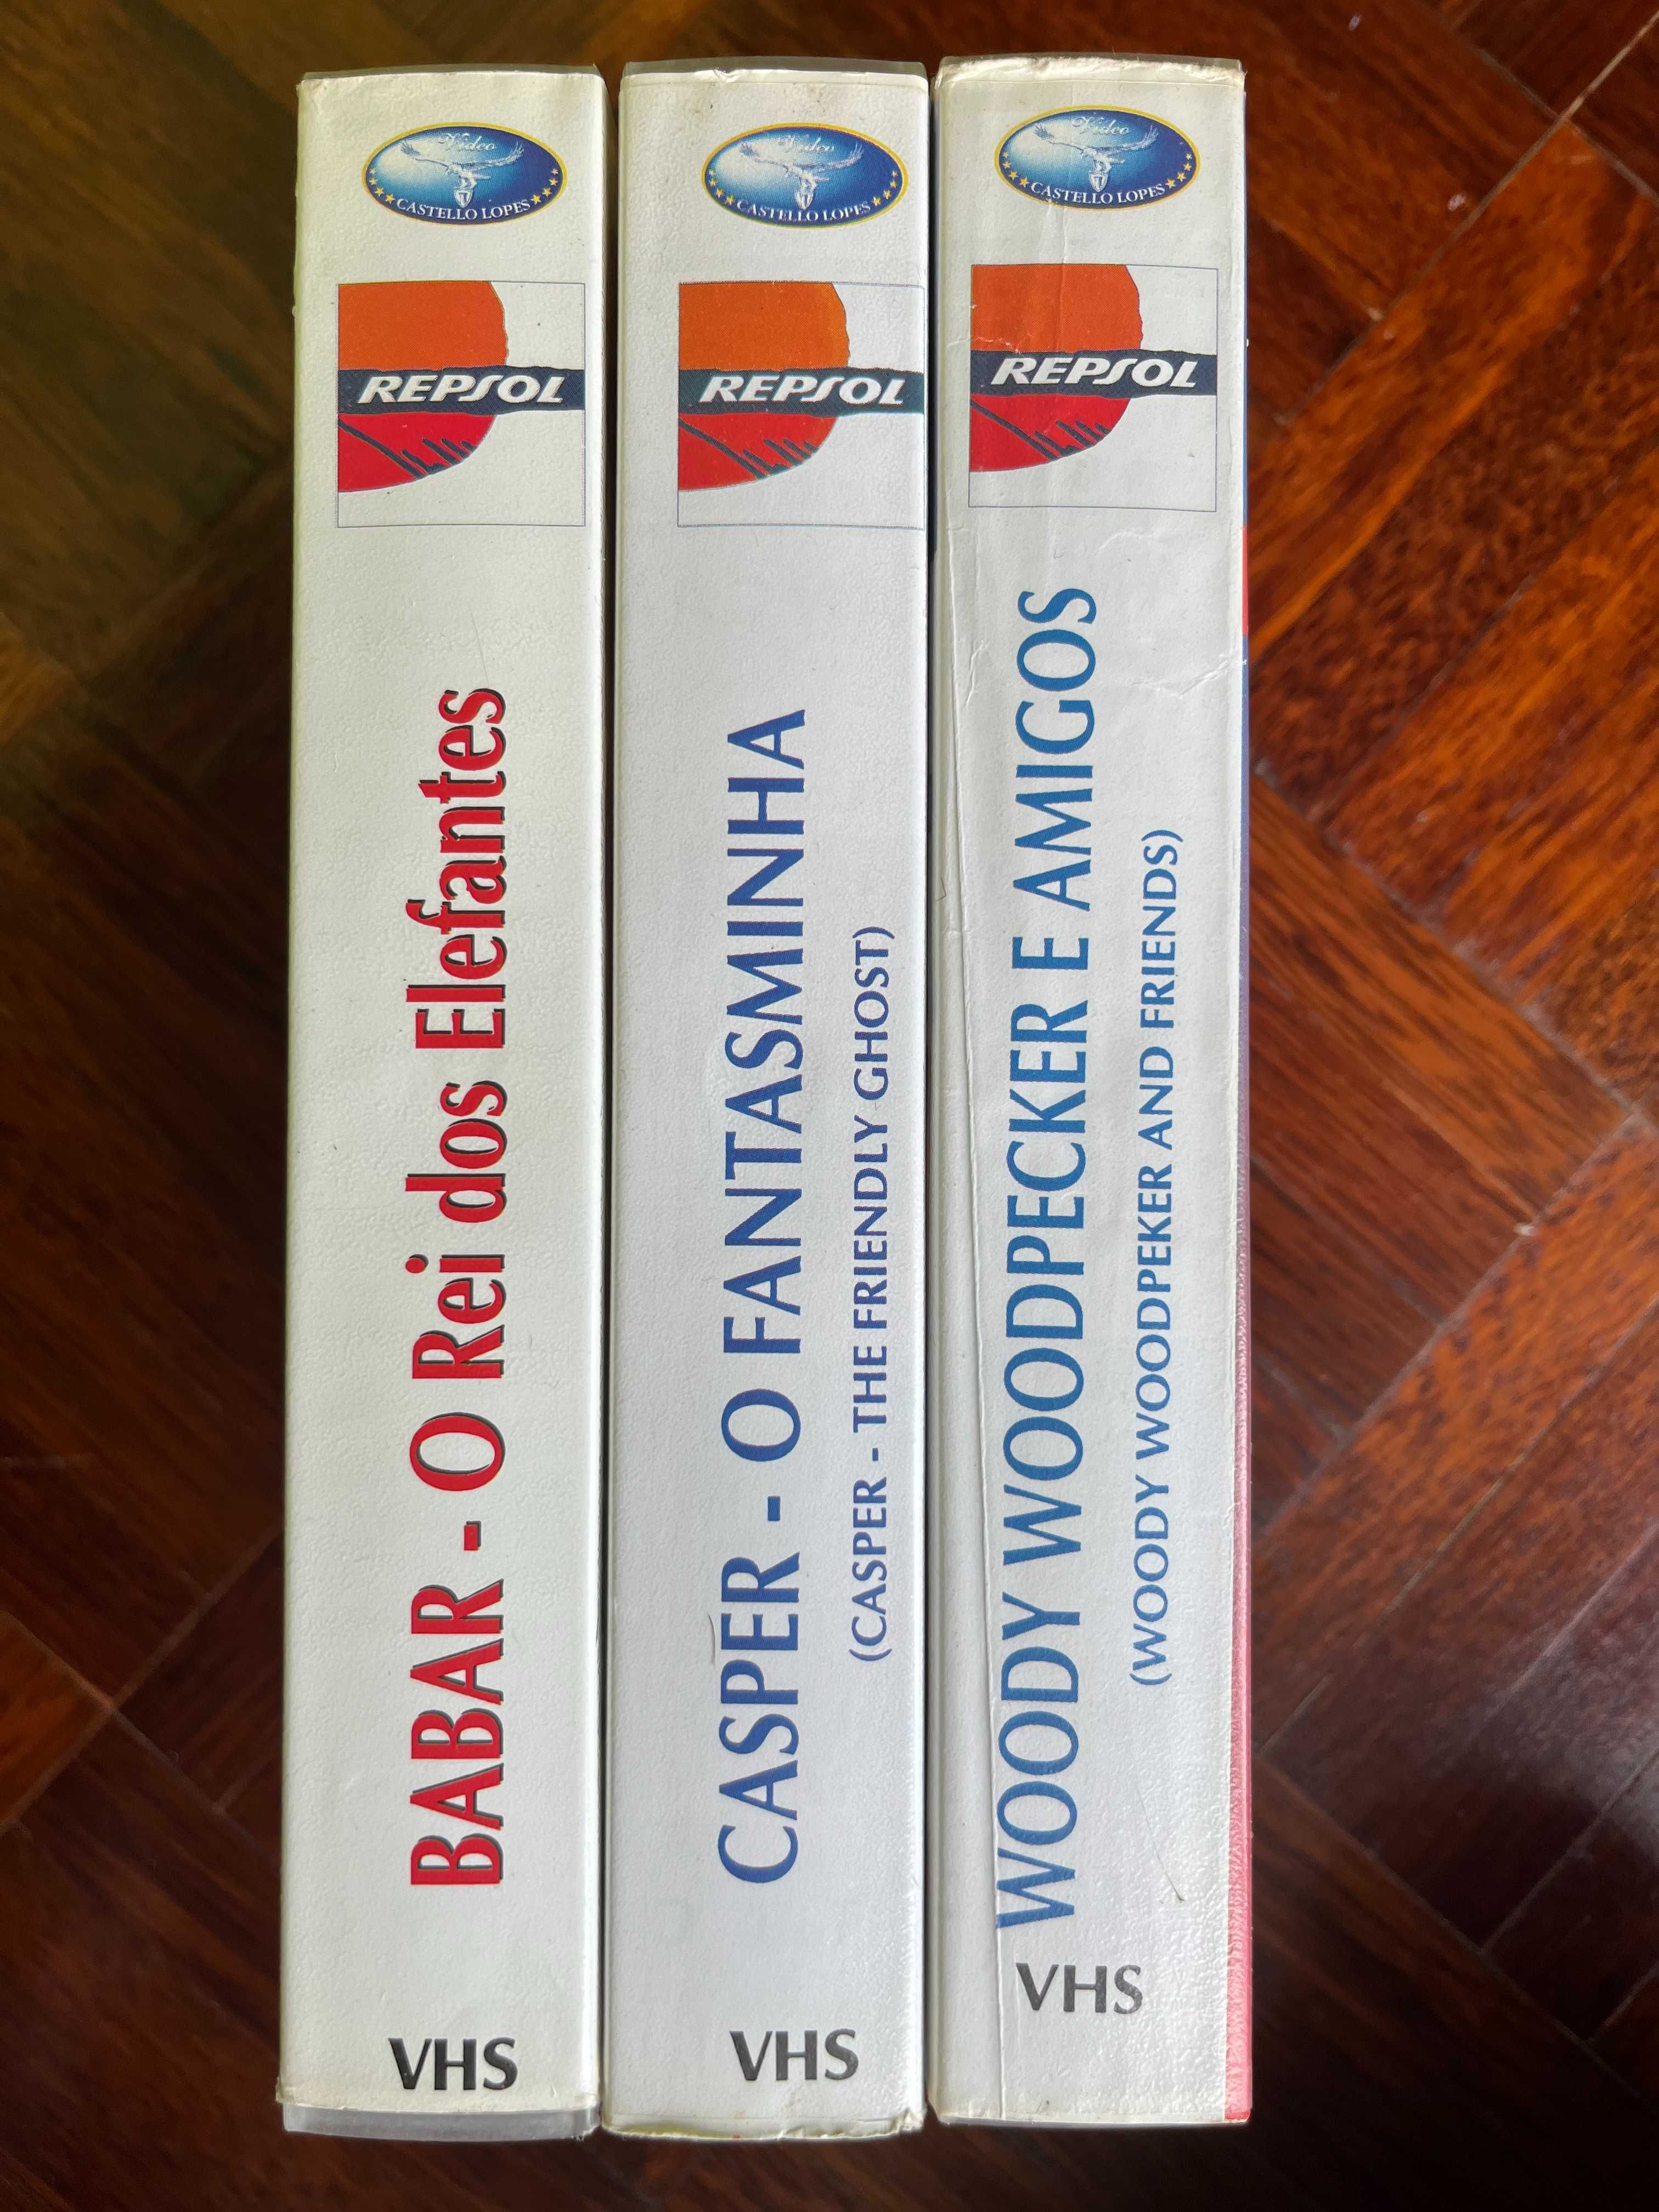 Video
CASTELLO LOPES
REPSOL
BABAR - O Rei dos Elefantes
VHS
Video
CASTELLO LOPES
REPSOL
CASPER - O FANTASMINHA
(CASPER - THE FRIENDLY GHOST)
VHS
Video
CASTELLO LOPES
REPSOL
WOODY WOODPECKER E AMIGOS
(WOODY WOODPEKER AND FRIENDS)
VHS